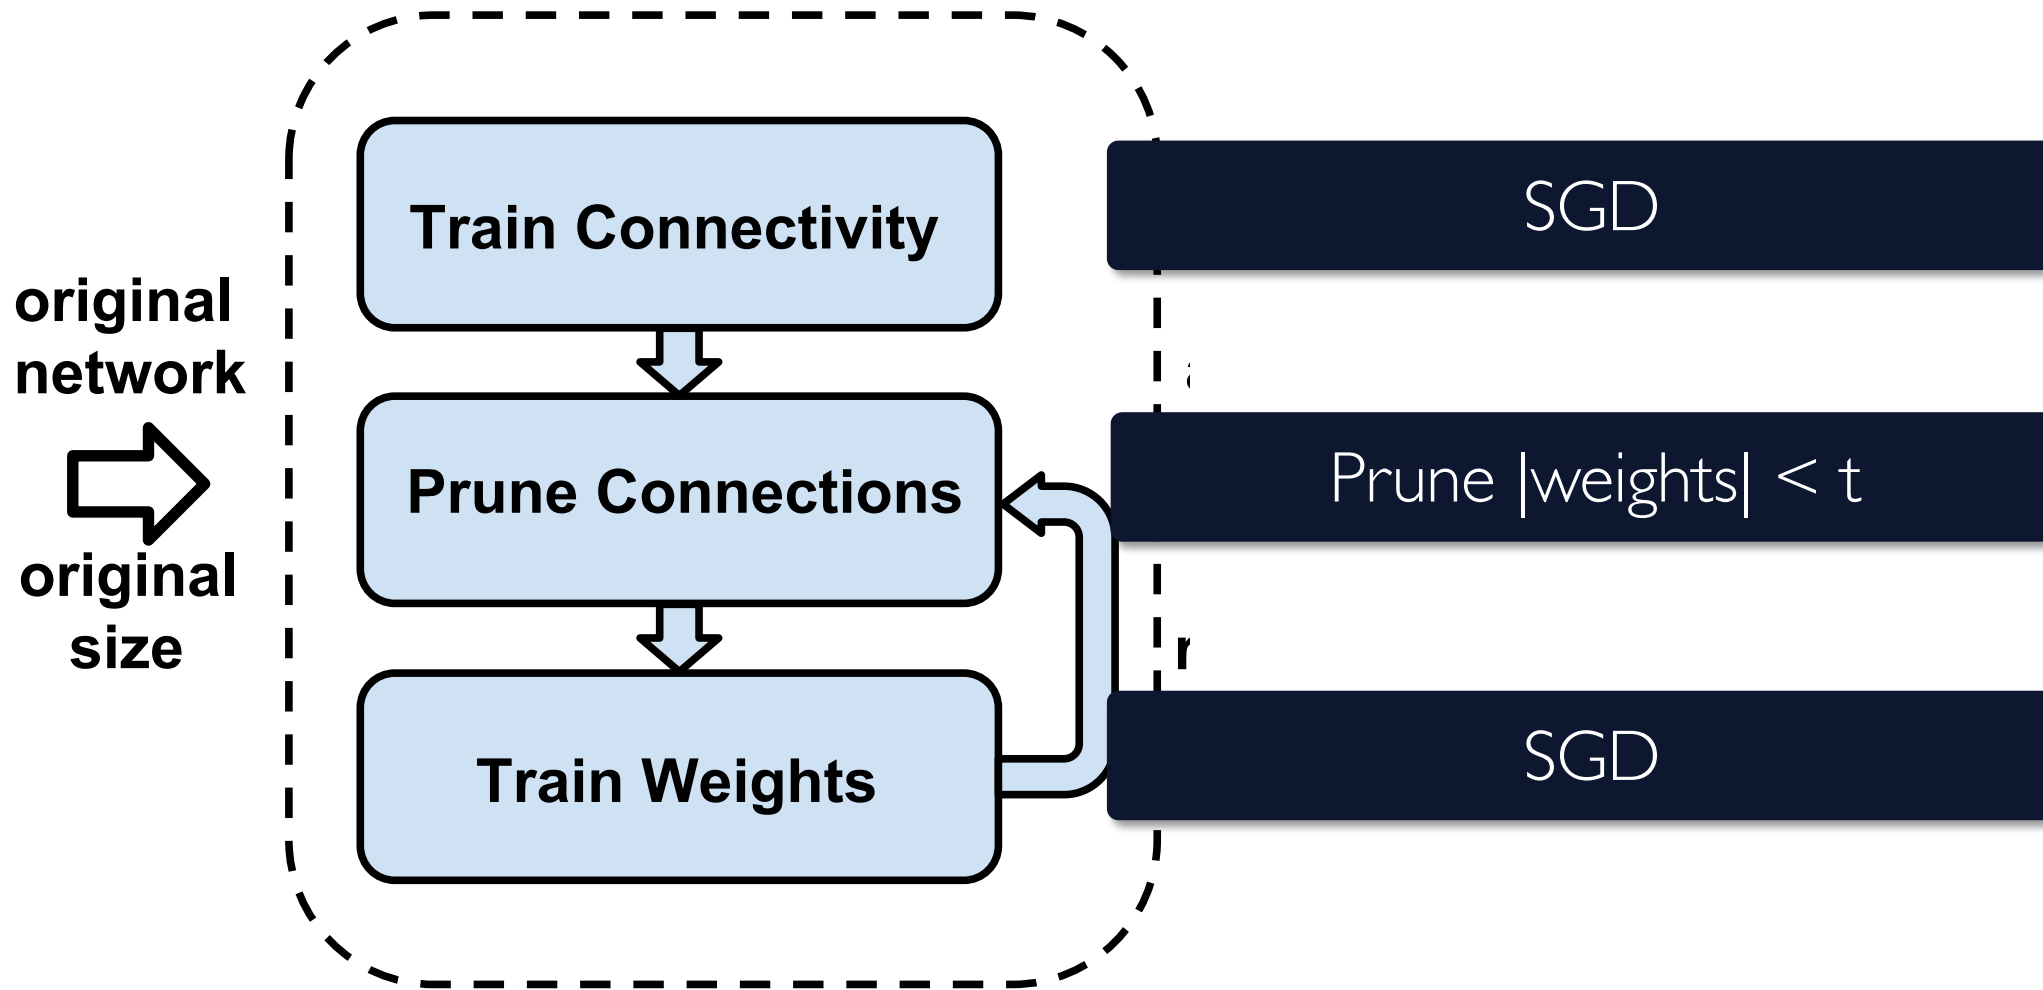 original
network
original
size
Train Connectivity
Prune Connections
Train Weights
SGD
Prune |weights| < t
SGD